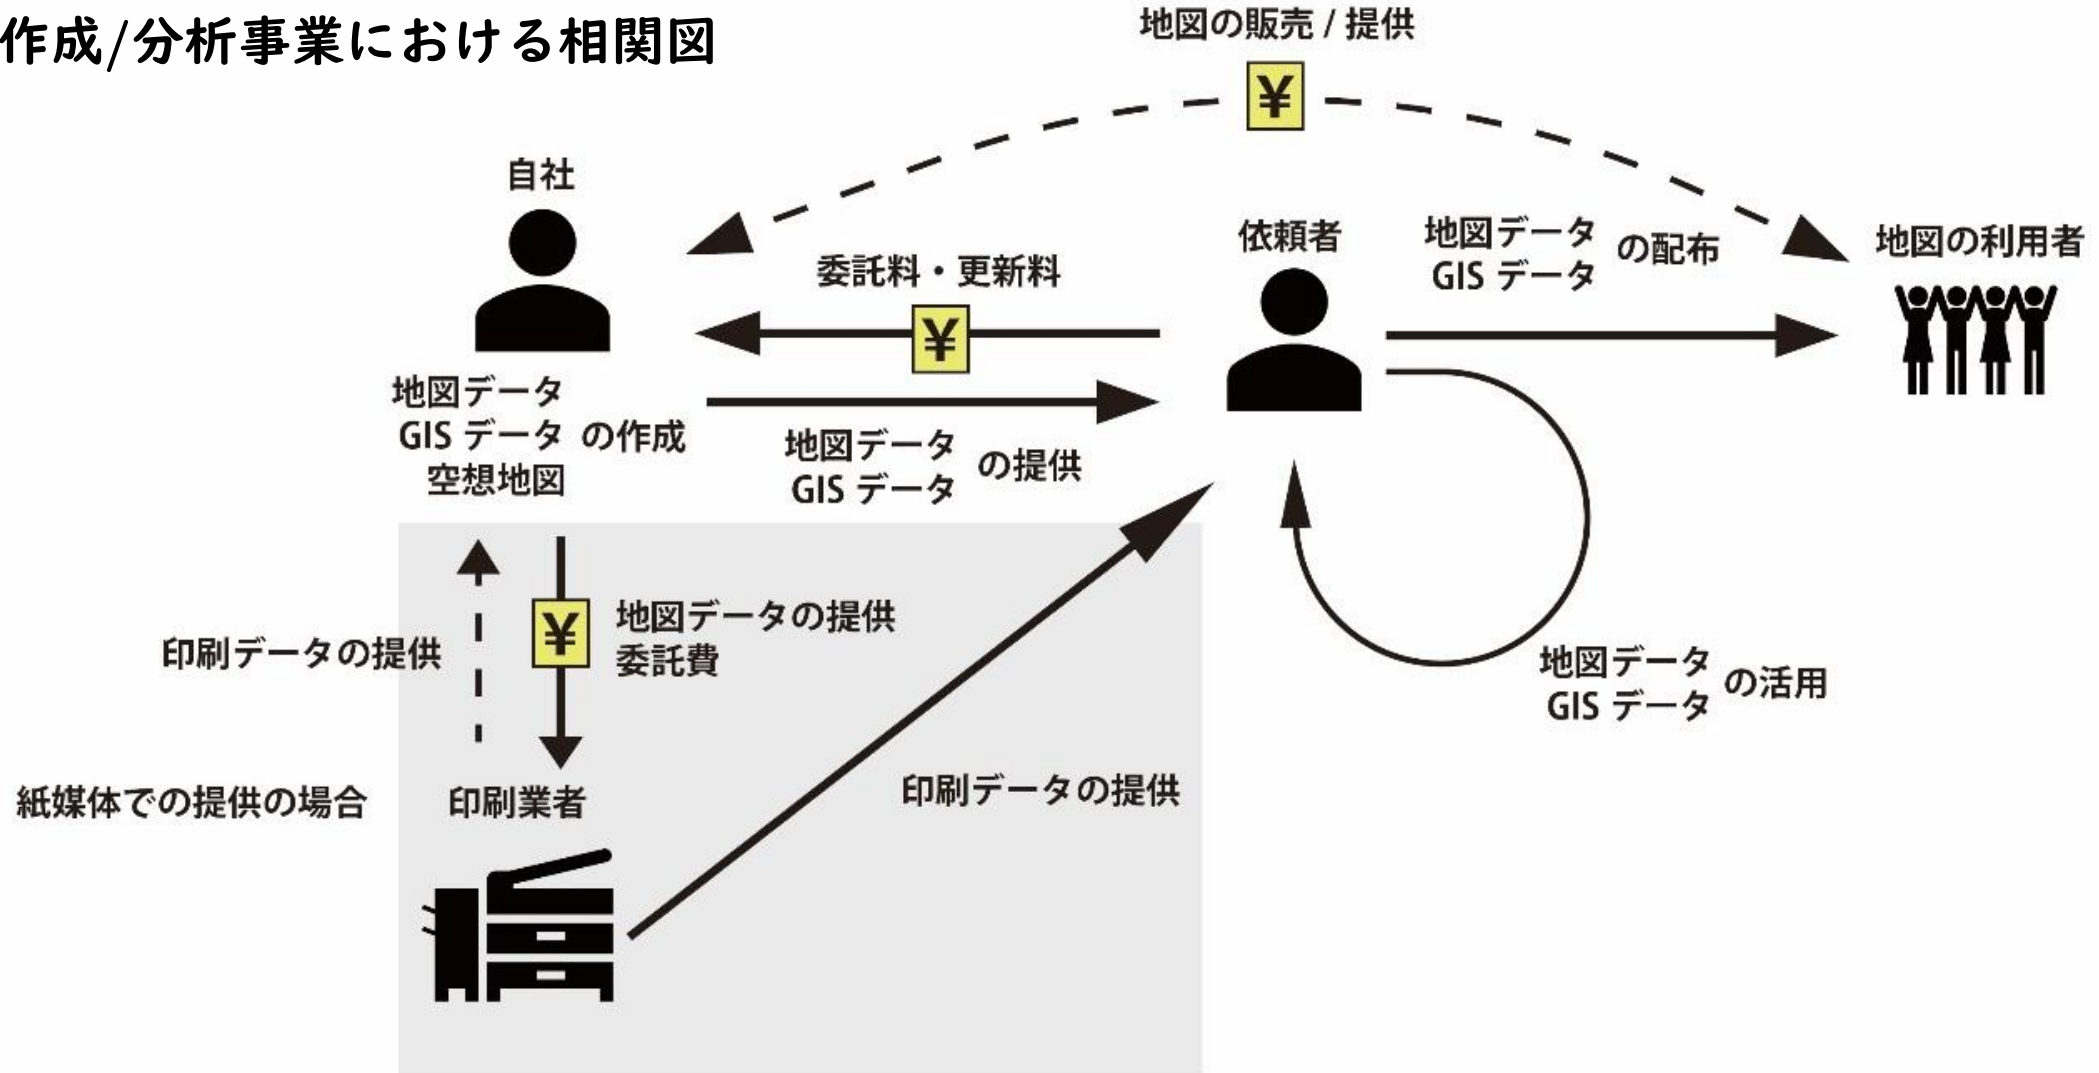 作成/分析事業における相関図
地図の販売 / 提供
¥
自社
委託料・更新料
¥
依頼者
地図データ
GIS データ
の配布
地図の利用者
地図データ
GIS データ
空想地図
の作成
地図データ
GIS データ
の提供
印刷データの提供
¥
地図データの提供
委託費
地図データ
GIS データ
の活用
紙媒体での提供の場合
印刷業者
印刷データの提供